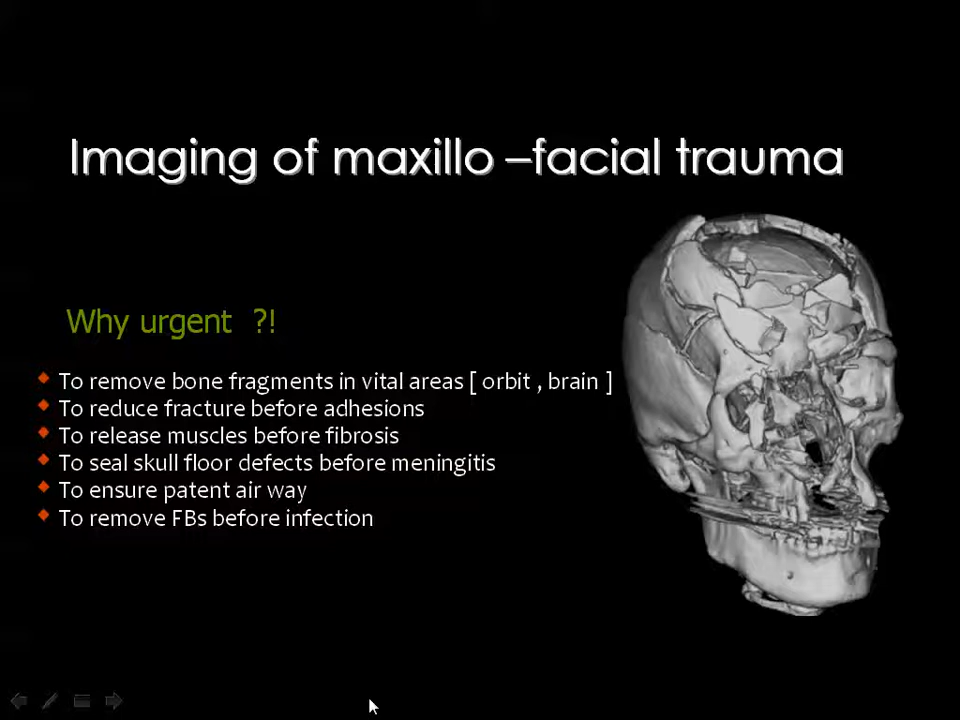 Imaging of maxillo –facial trauma
Why urgent ?!
To remove bone fragments in vital areas [ orbit , brain ]
To reduce fracture before adhesions
To release muscles before fibrosis
To seal skull floor defects before meningitis
To ensure patent air way
To remove FBs before infection